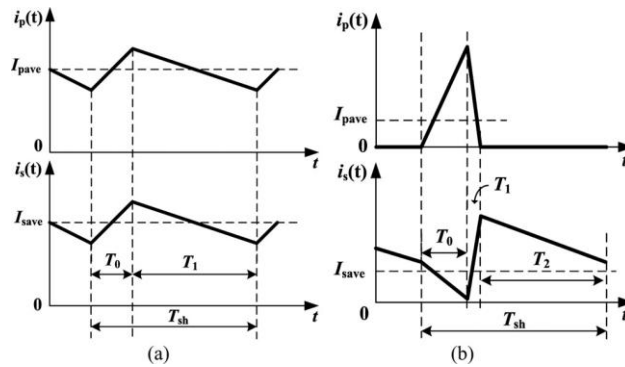 i_p(t)
I_pave
0
t
i_s(t)
I_save
T_0
T_1
0
T_sh
t
(a)
i_p(t)
I_pave
0
t
i_s(t)
T_1
T_0
I_save
T_2
0
T_sh
t
(b)